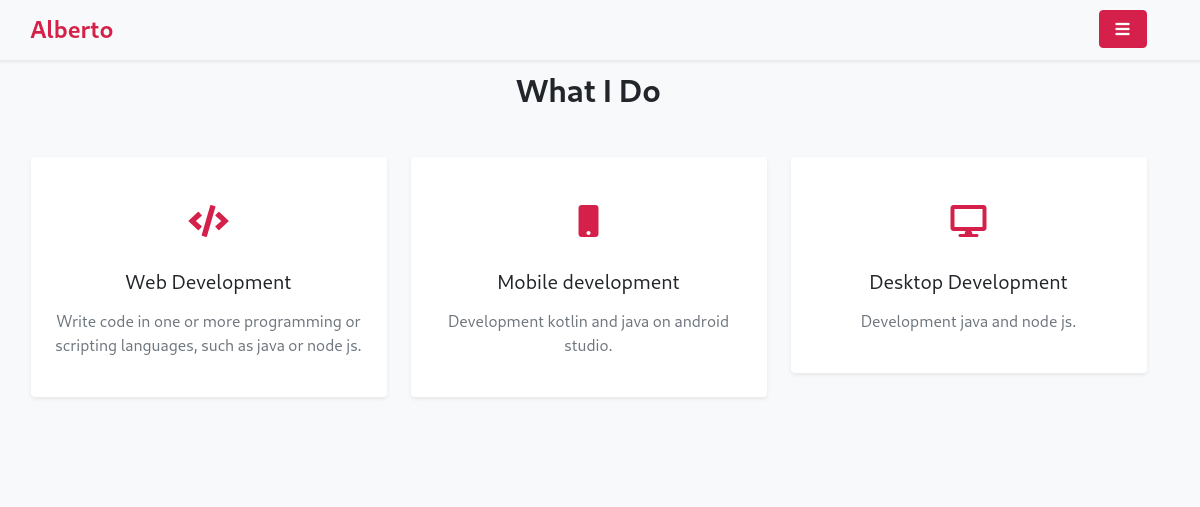 Alberto
What I Do
Web Development
Write code in one or more programming or
scripting languages, such as java or node js.
Mobile development
Development kotlin and java on android
studio.
Desktop Development
Development java and node js.